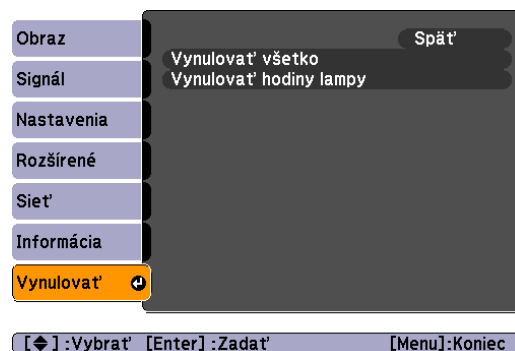 Obraz
Signál
Nastavenia
Rozšírené
Sieť
Informácia
Vynulovať
Späť
Vynulovať všetko
Vynulovať hodiny lampy
[◆] :Vybrať [Enter] :Zadať [Menu]:Koniec